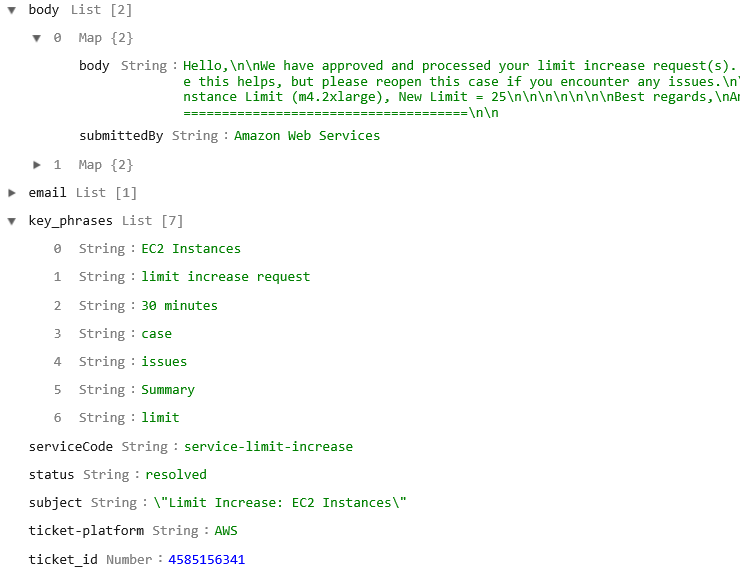 body List [2]
0 Map {2}
body String : Hello,\n\nWe have approved and processed your limit increase request(s).
e this helps, but please reopen this case if you encounter any issues.\n
nstance Limit (m4.2xlarge), New Limit = 25\n\n\n\n\n\n\nBest regards,\nA
=====================================\n\n
submittedBy String : Amazon Web Services
1 Map {2}
email List [1]
key_phrases List [7]
0 String : EC2 Instances
1 String : limit increase request
2 String : 30 minutes
3 String : case
4 String : issues
5 String : Summary
6 String : limit
serviceCode String : service-limit-increase
status String : resolved
subject String : \"Limit Increase: EC2 Instances\"
ticket-platform String : AWS
ticket_id Number : 4585156341